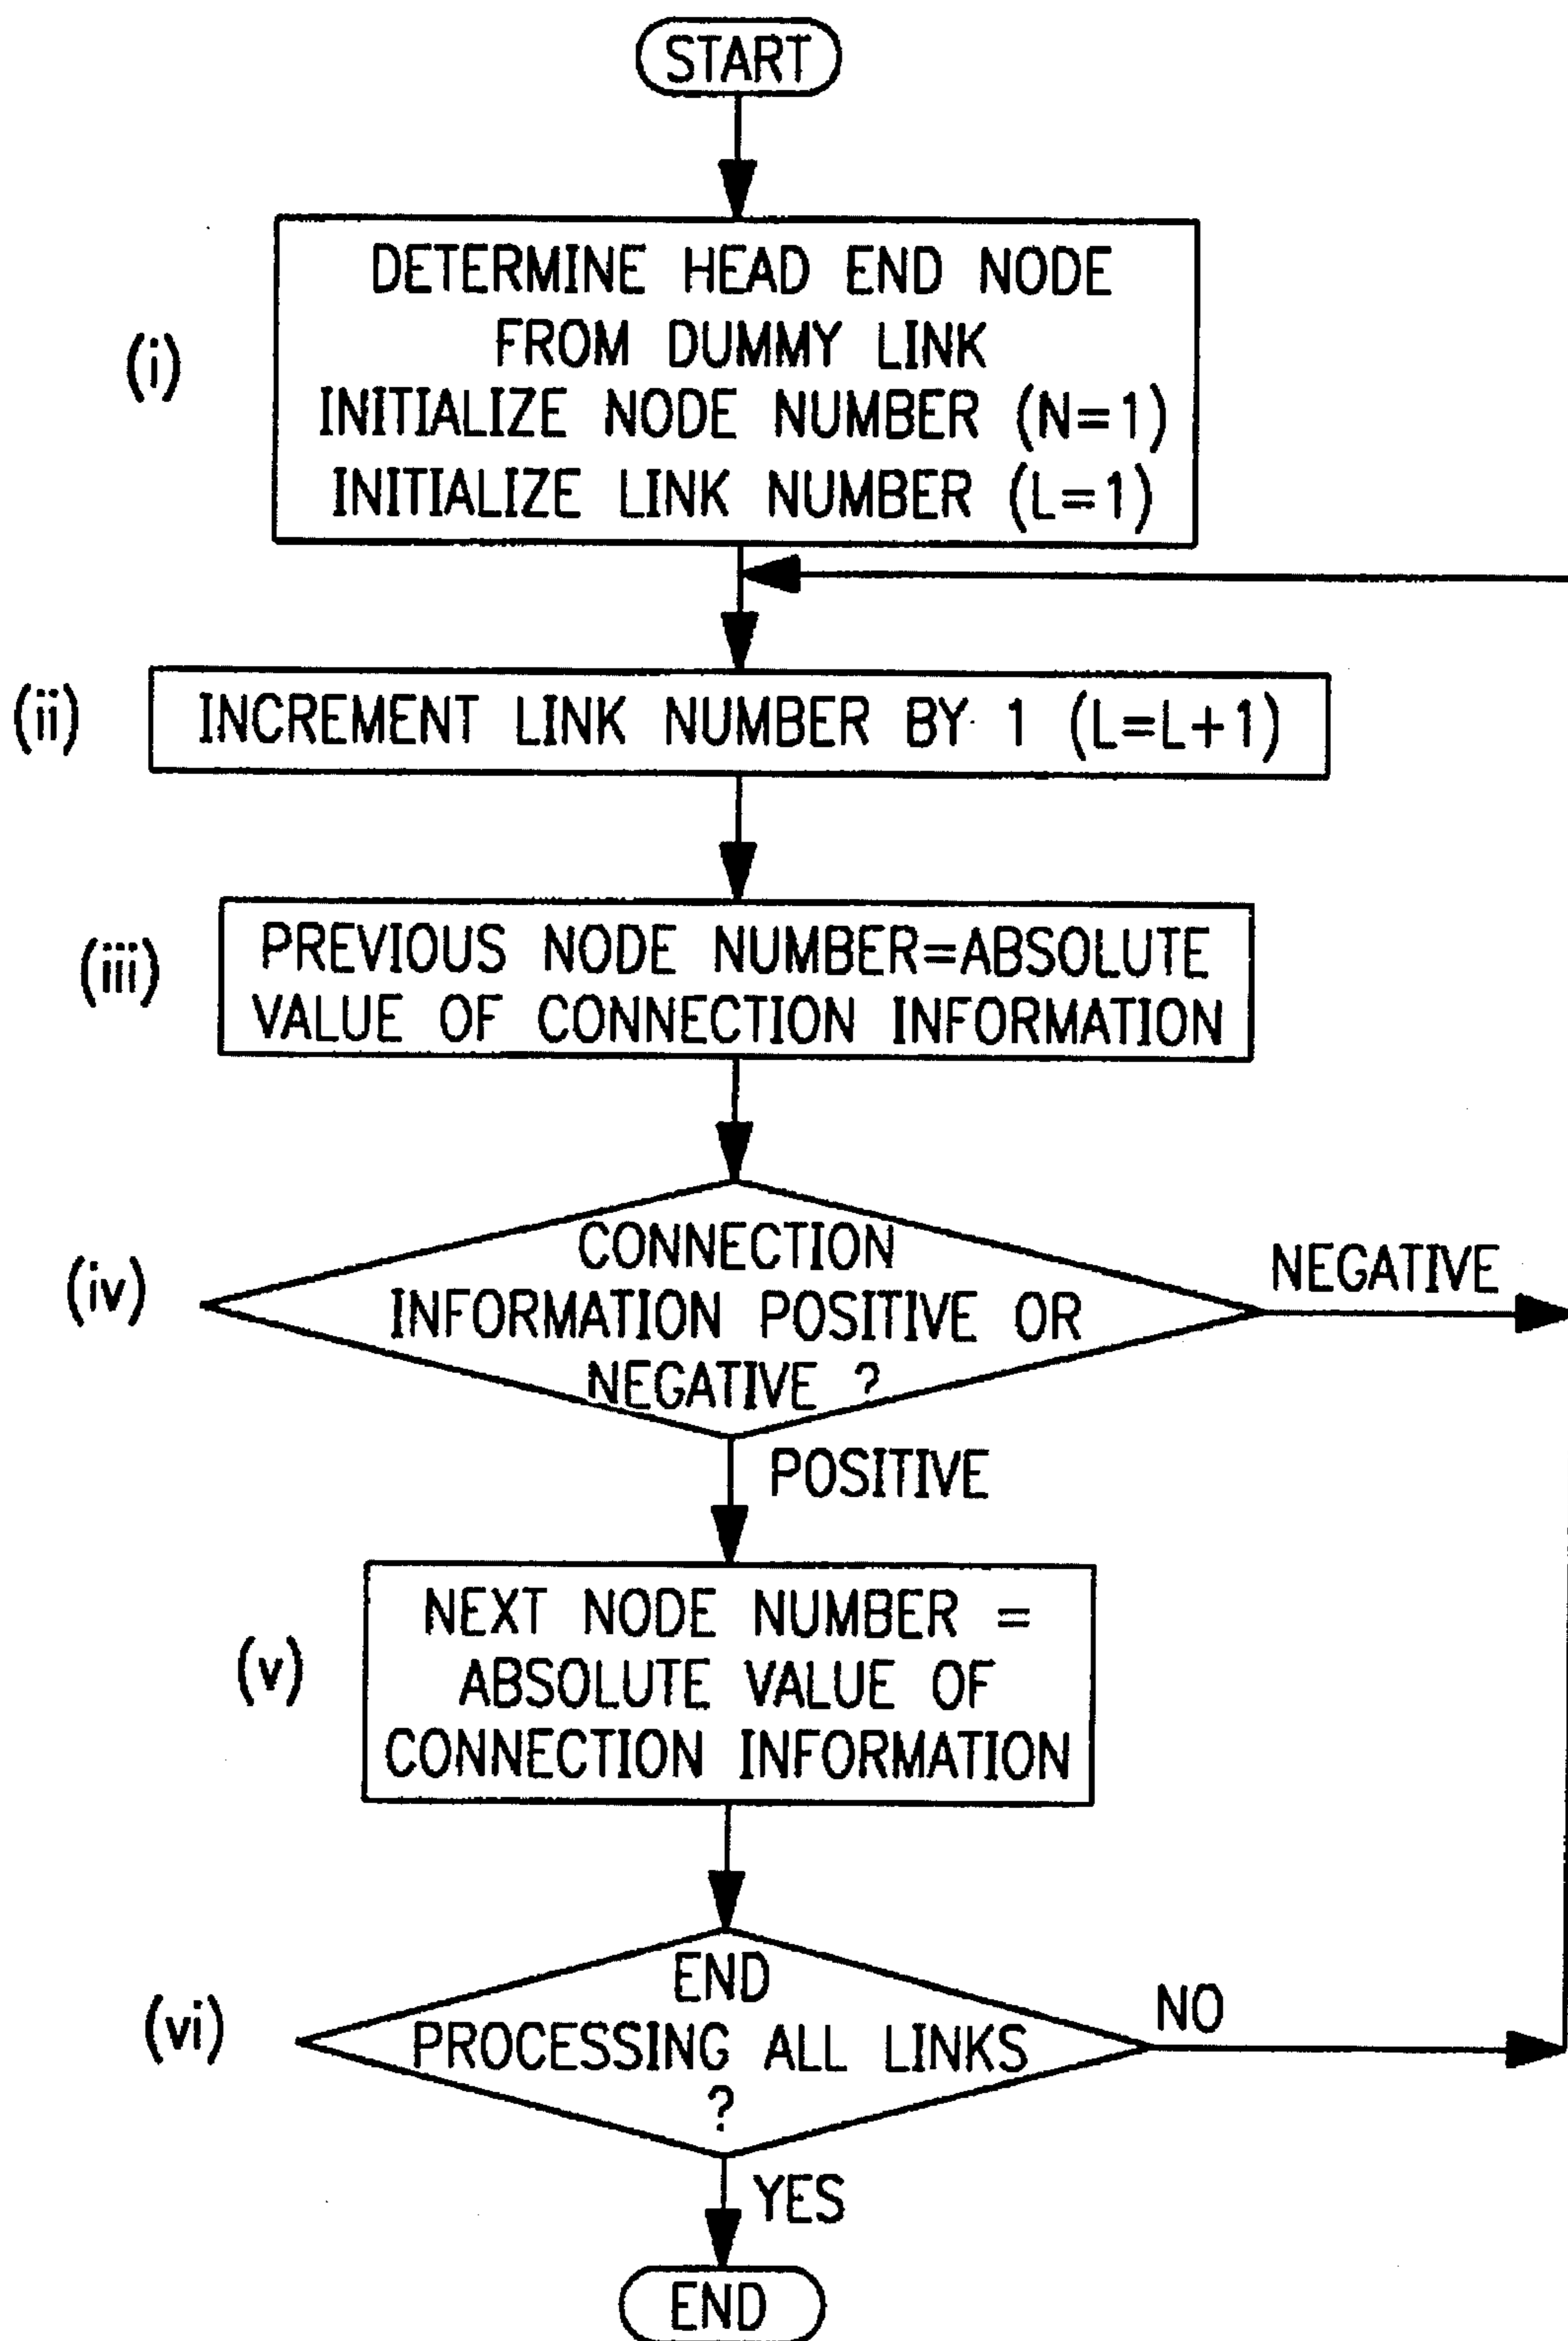 START
(i)
DETERMINE HEAD END NODE
FROM DUMMY LINK
INITIALIZE NODE NUMBER (N=1)
INITIALIZE LINK NUMBER (L=1)
(ii)
INCREMENT LINK NUMBER BY 1 (L=L+1)
(iii)
PREVIOUS NODE NUMBER=ABSOLUTE
VALUE OF CONNECTION INFORMATION
(iv)
CONNECTION
INFORMATION POSITIVE OR
NEGATIVE ?
NEGATIVE
POSITIVE
(v)
NEXT NODE NUMBER =
ABSOLUTE VALUE OF
CONNECTION INFORMATION
(vi)
END
PROCESSING ALL LINKS
?
NO
YES
END